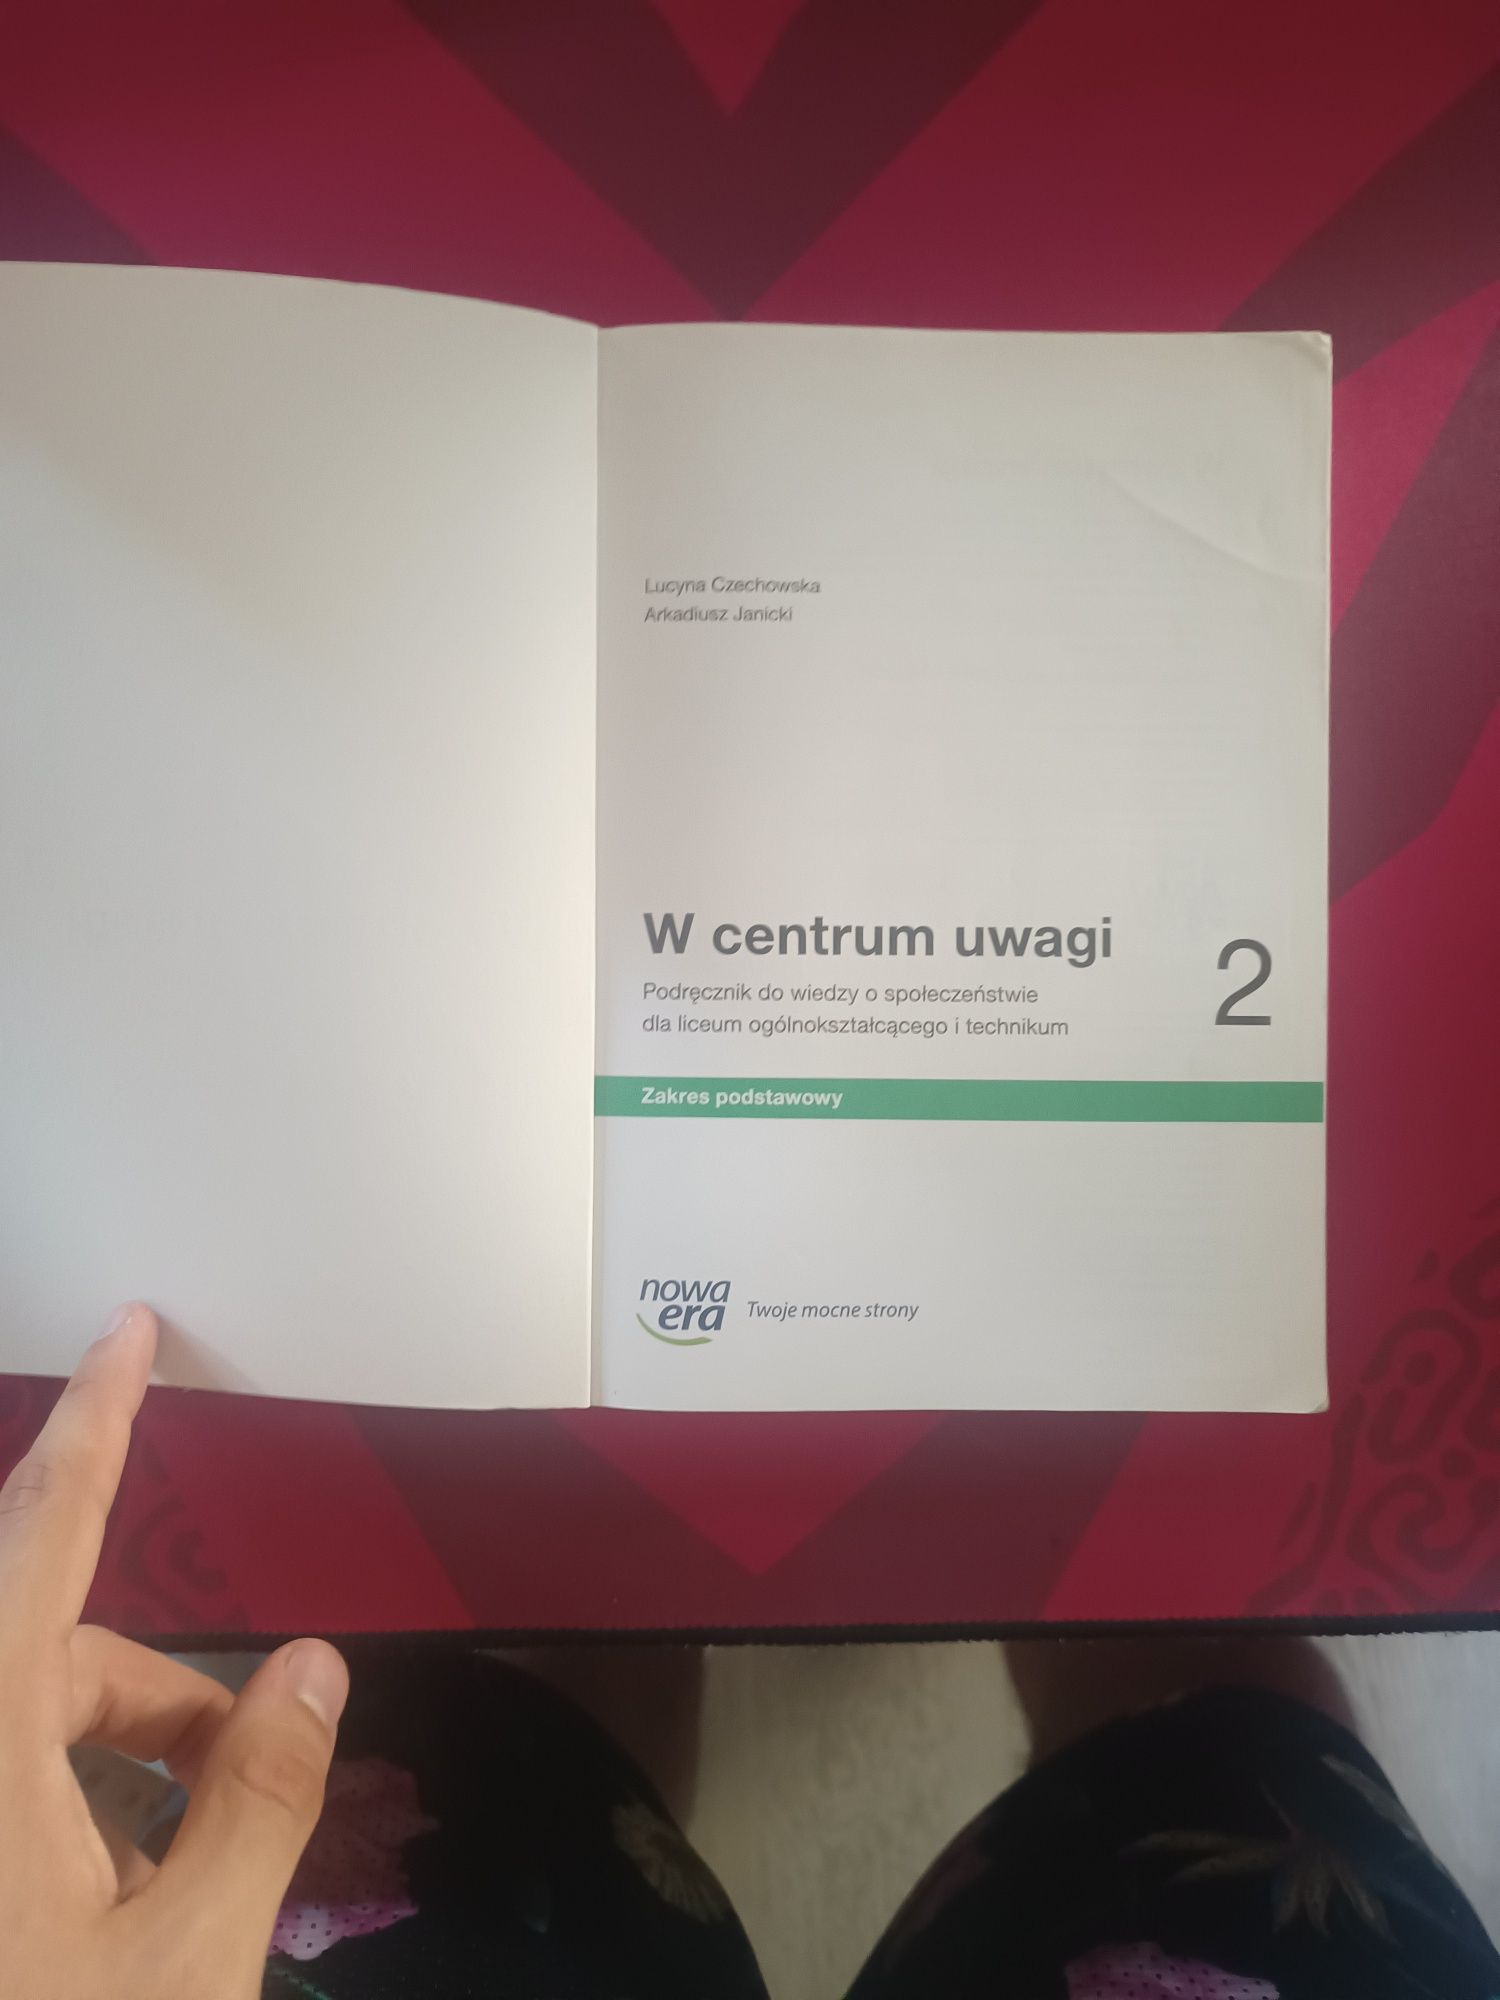 Lucyna Czechowska
Arkadiusz Janicki
W centrum uwagi 2
Podręcznik do wiedzy o społeczeństwie
dla liceum ogólnokształcącego i technikum
Zakres podstawowy
nowa
era
Twoje mocne strony